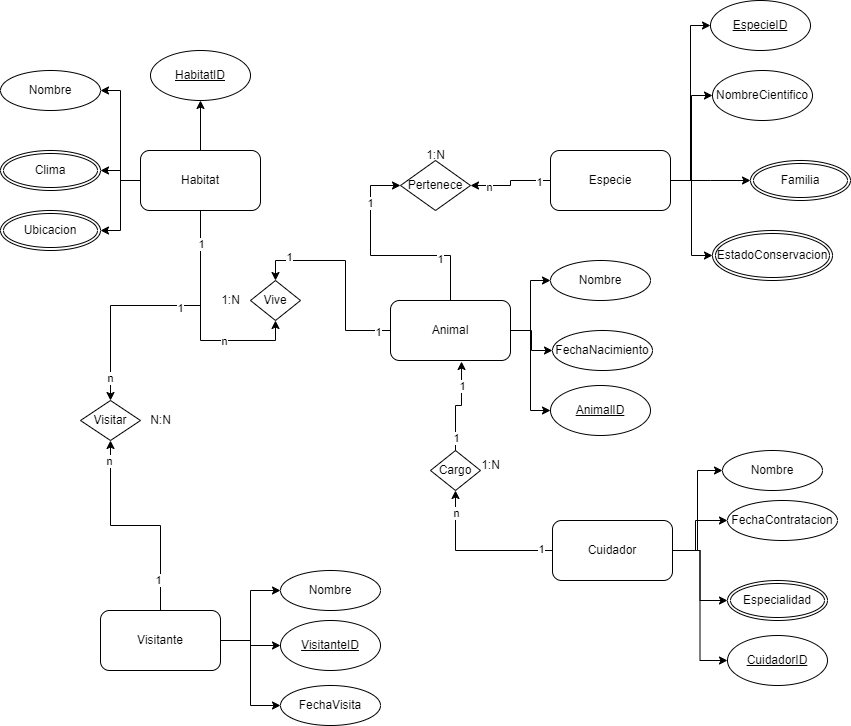 EspecieID
HabitatID
Nombre
NombreCientifico
1:N
Clima
Habitat
Pertenece
n
1
Especie
Familia
1
Ubicacion
1
1
1
EstadoConservacion
Nombre
1:N
Vive
1
1
Animal
n
FechaNacimiento
n
1
AnimalID
Visitar
N:N
1
n
Cargo
1:N
Nombre
n
FechaContratacion
1
Cuidador
1
Nombre
Especialidad
Visitante
VisitanteID
CuidadorID
FechaVisita